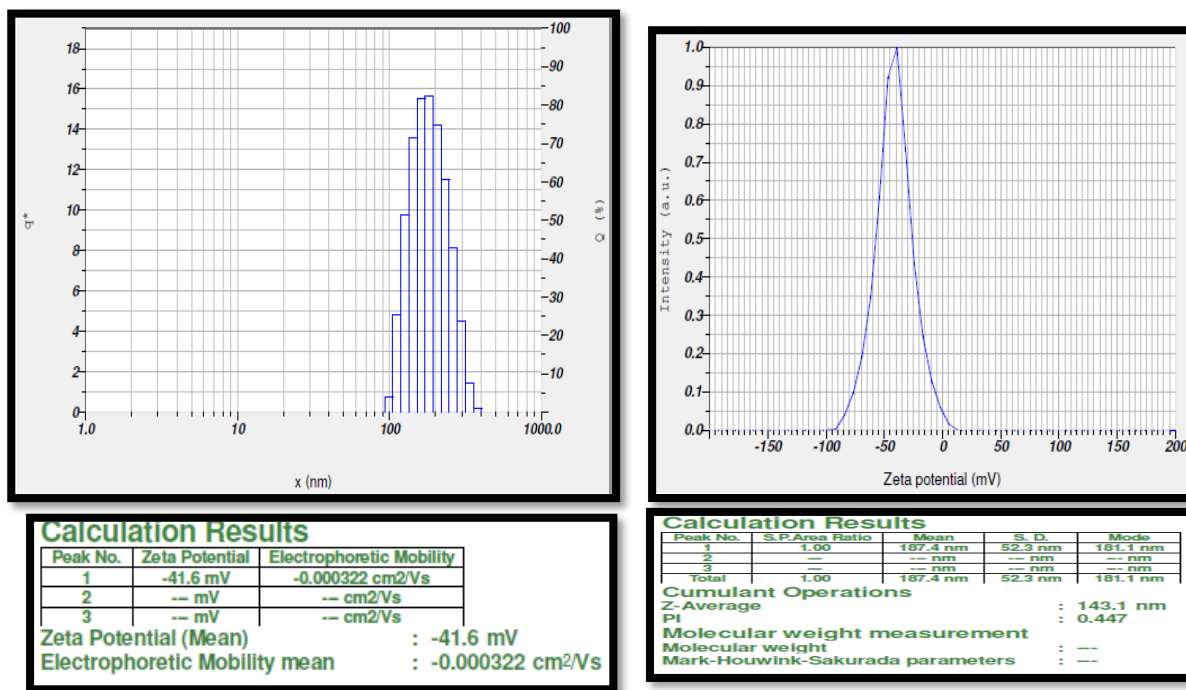 18
16
14
12
10
8
6
4
2
0
q*
100
90
80
70
60
50
40
30
20
10
Q (%)
1.0 10 100 1000.0
x (nm)
1.0
0.9
0.8
0.7
0.6
0.5
0.4
0.3
0.2
0.1
0.0
Intensity (a.u.)
-150 -100 -50 0 50 100 150 200
Zeta potential (mV)
Calculation Results
Peak No. Zeta Potential Electrophoretic Mobility
1 -41.6 mV -0.000322 cm2/Vs
2 --- mV --- cm2/Vs
3 --- mV --- cm2/Vs
Zeta Potential (Mean) : -41.6 mV
Electrophoretic Mobility mean : -0.000322 cm²/Vs
Calculation Results
Peak No. S.P.Area Ratio Mean S. D. Mode
1 1.00 187.4 nm 52.3 nm 181.1 nm
2 --- --- nm --- nm --- nm
3 --- --- nm --- nm --- nm
Total 1.00 187.4 nm 52.3 nm 181.1 nm
Cumulant Operations
Z-Average : 143.1 nm
PI : 0.447
Molecular weight measurement
Molecular weight : ---
Mark-Houwink-Sakurada parameters : ---